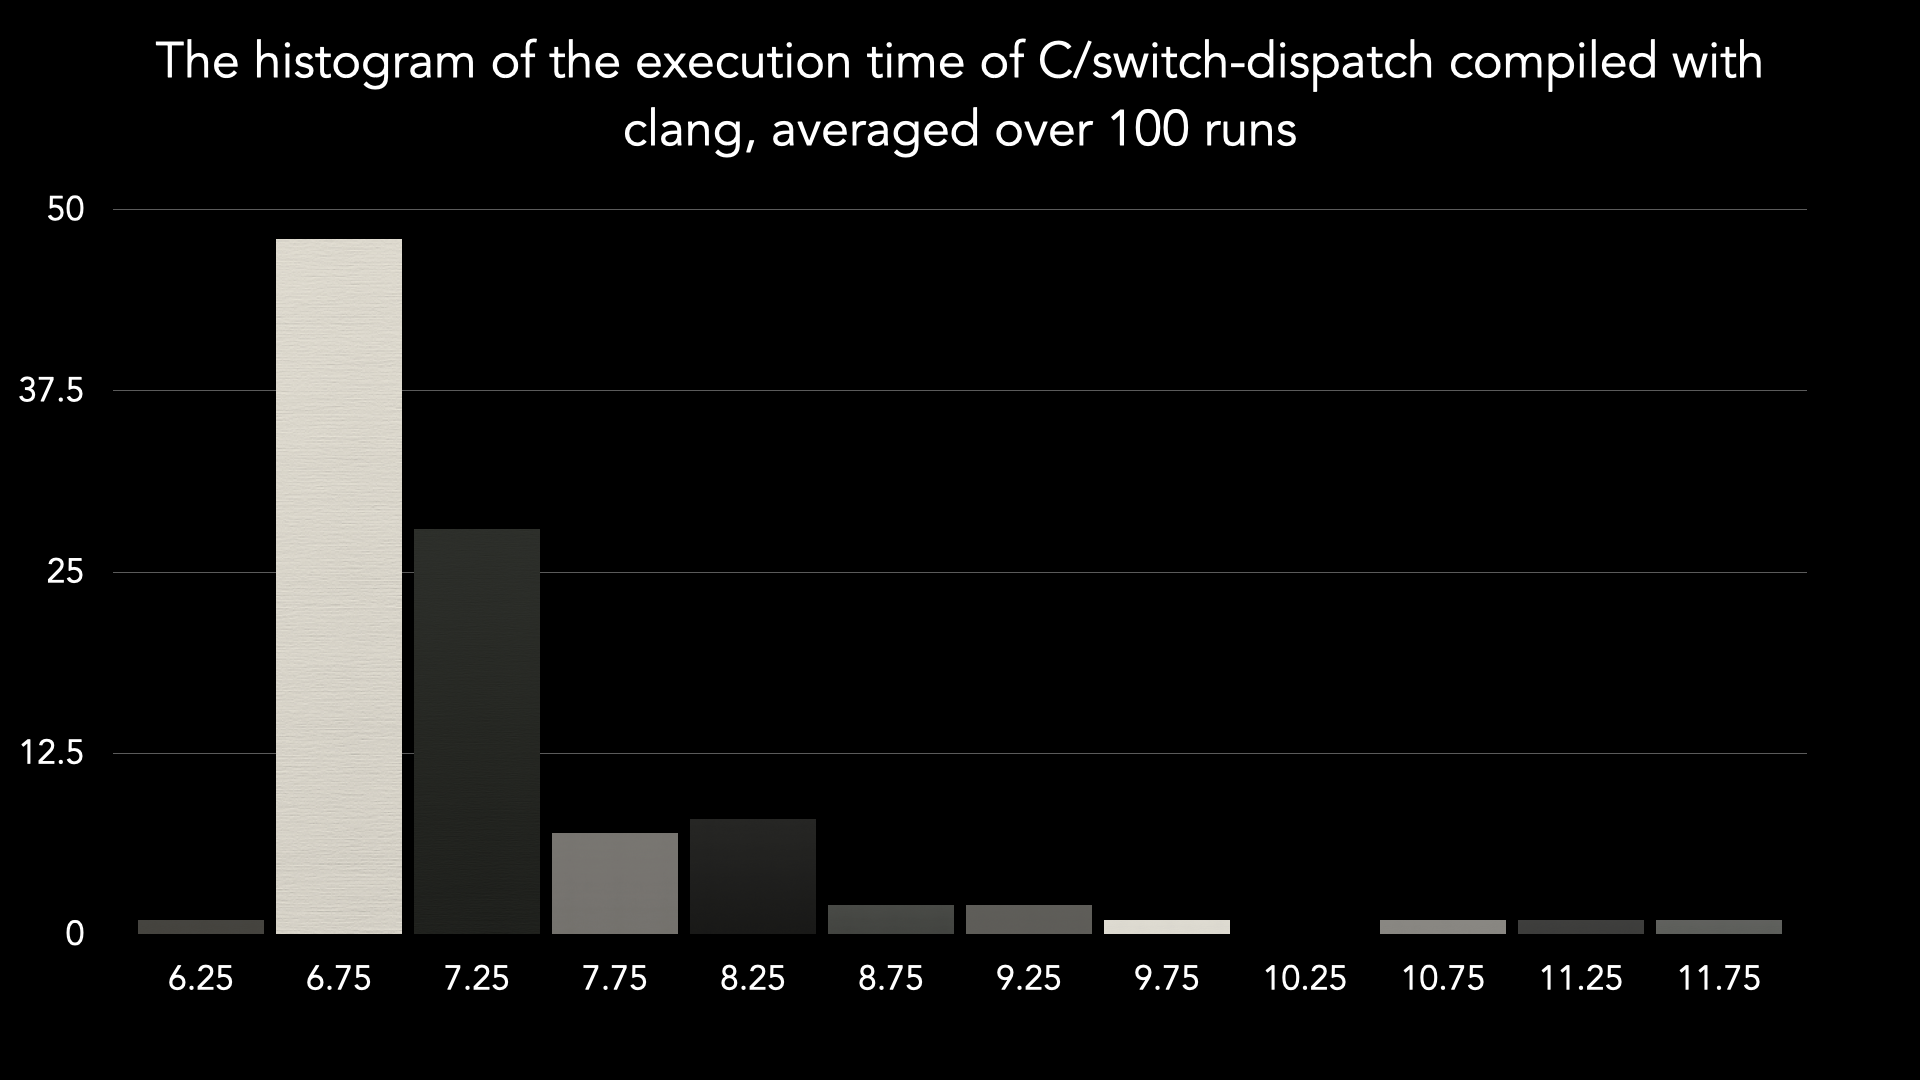 The histogram of the execution time of C/switch-dispatch compiled with
clang, averaged over 100 runs
50
37.5
25
12.5
0
6.25 6.75 7.25 7.75 8.25 8.75 9.25 9.75 10.25 10.75 11.25 11.75